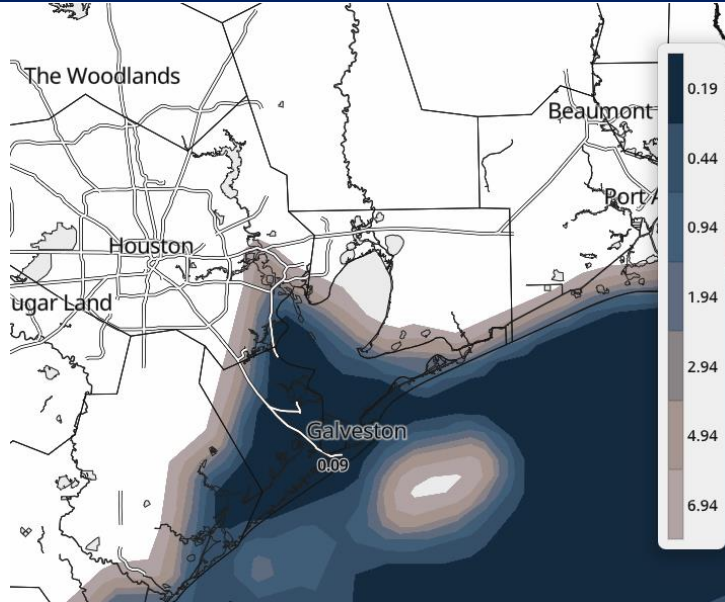 The Woodlands
Beaumont
Port A
Houston
ugar Land
Galveston
0.09
0.19
0.44
0.94
1.94
2.94
4.94
6.94